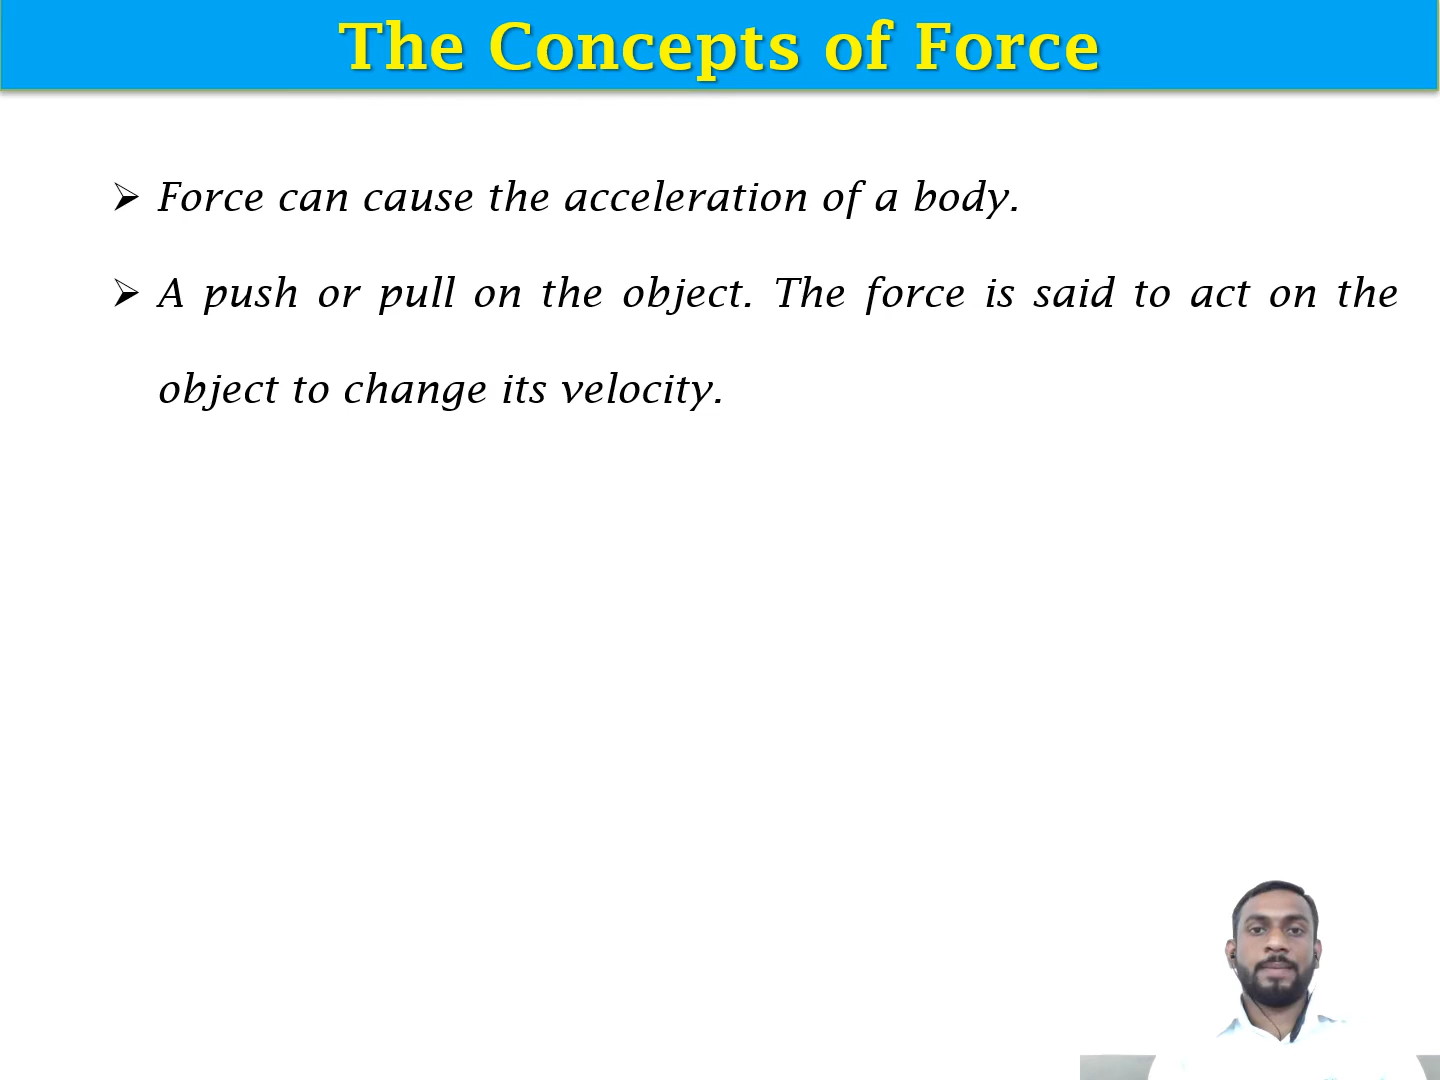 The Concepts of Force
➢ Force can cause the acceleration of a body.
➢ A push or pull on the object. The force is said to act on the
object to change its velocity.